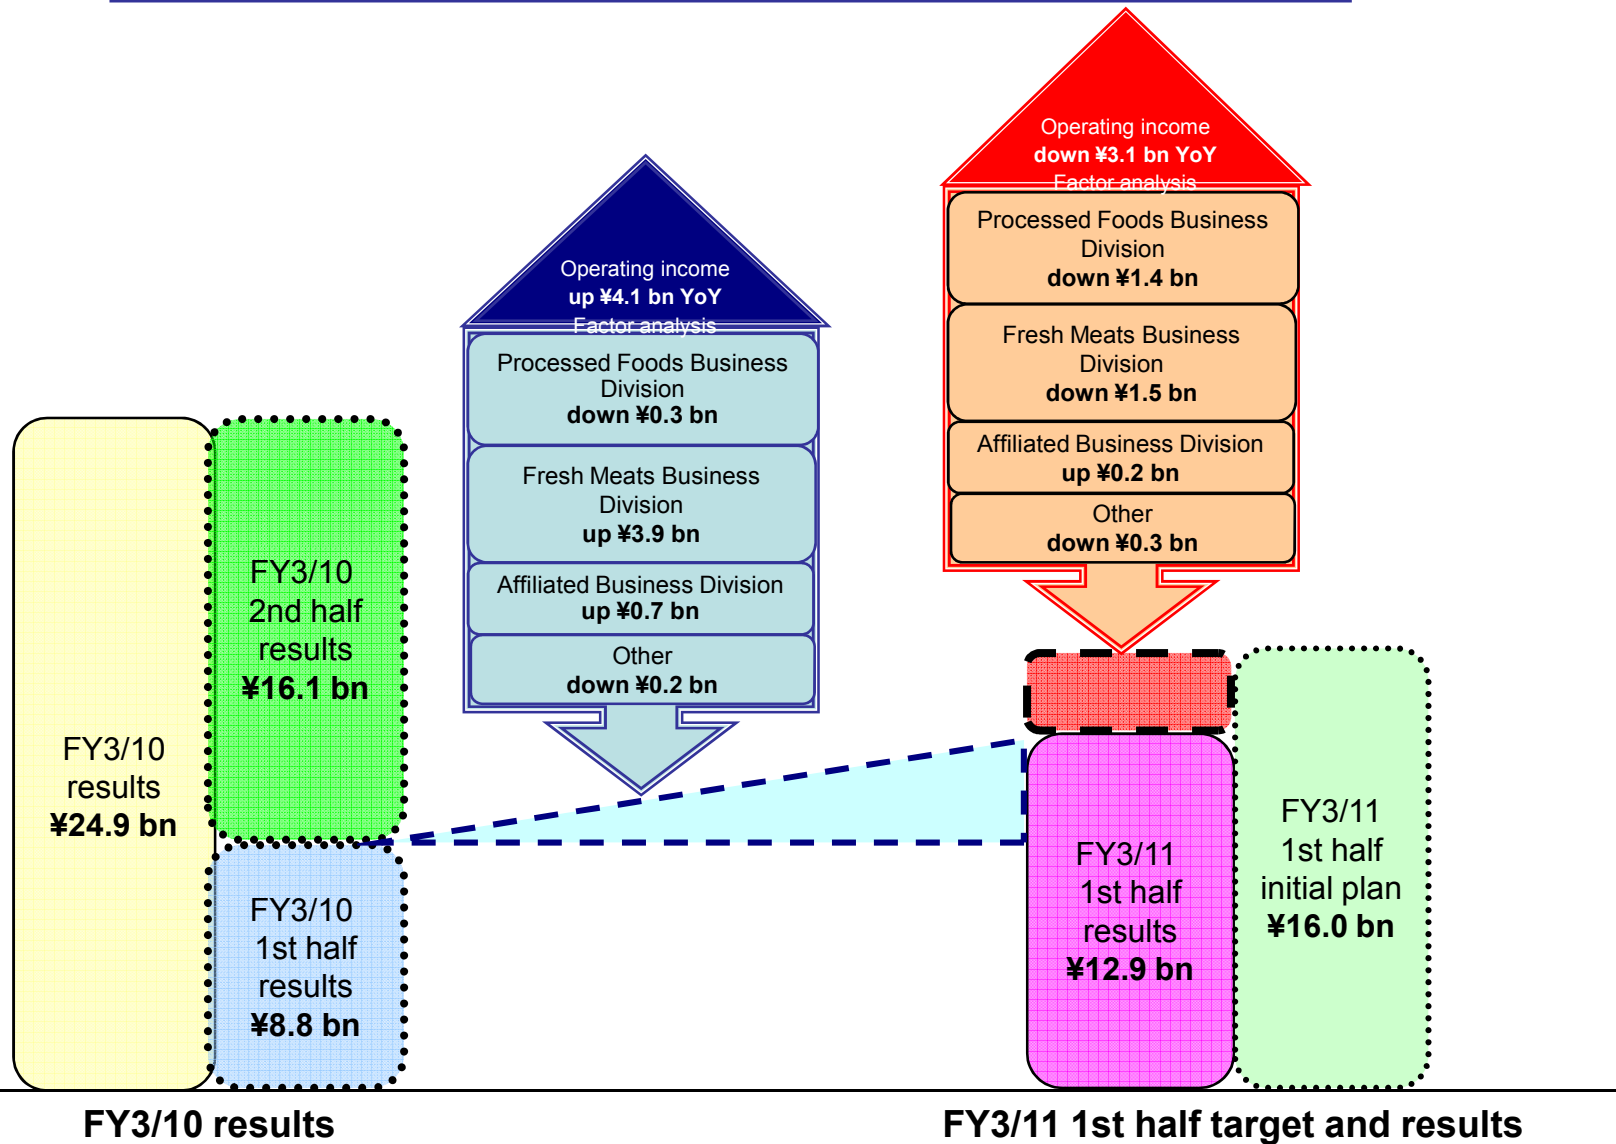 Operating income
down ¥3.1 bn YoY
Factor analysis
Processed Foods Business
Division
down ¥1.4 bn
Fresh Meats Business
Division
down ¥1.5 bn
Affiliated Business Division
up ¥0.2 bn
Other
down ¥0.3 bn
Operating income
up ¥4.1 bn YoY
Factor analysis
Processed Foods Business
Division
down ¥0.3 bn
Fresh Meats Business
Division
up ¥3.9 bn
Affiliated Business Division
up ¥0.7 bn
Other
down ¥0.2 bn
FY3/10
results
¥24.9 bn
FY3/10
2nd half
results
¥16.1 bn
FY3/10
1st half
results
¥8.8 bn
FY3/11
1st half
results
¥12.9 bn
FY3/11
1st half
initial plan
¥16.0 bn
FY3/10 results
FY3/11 1st half target and results